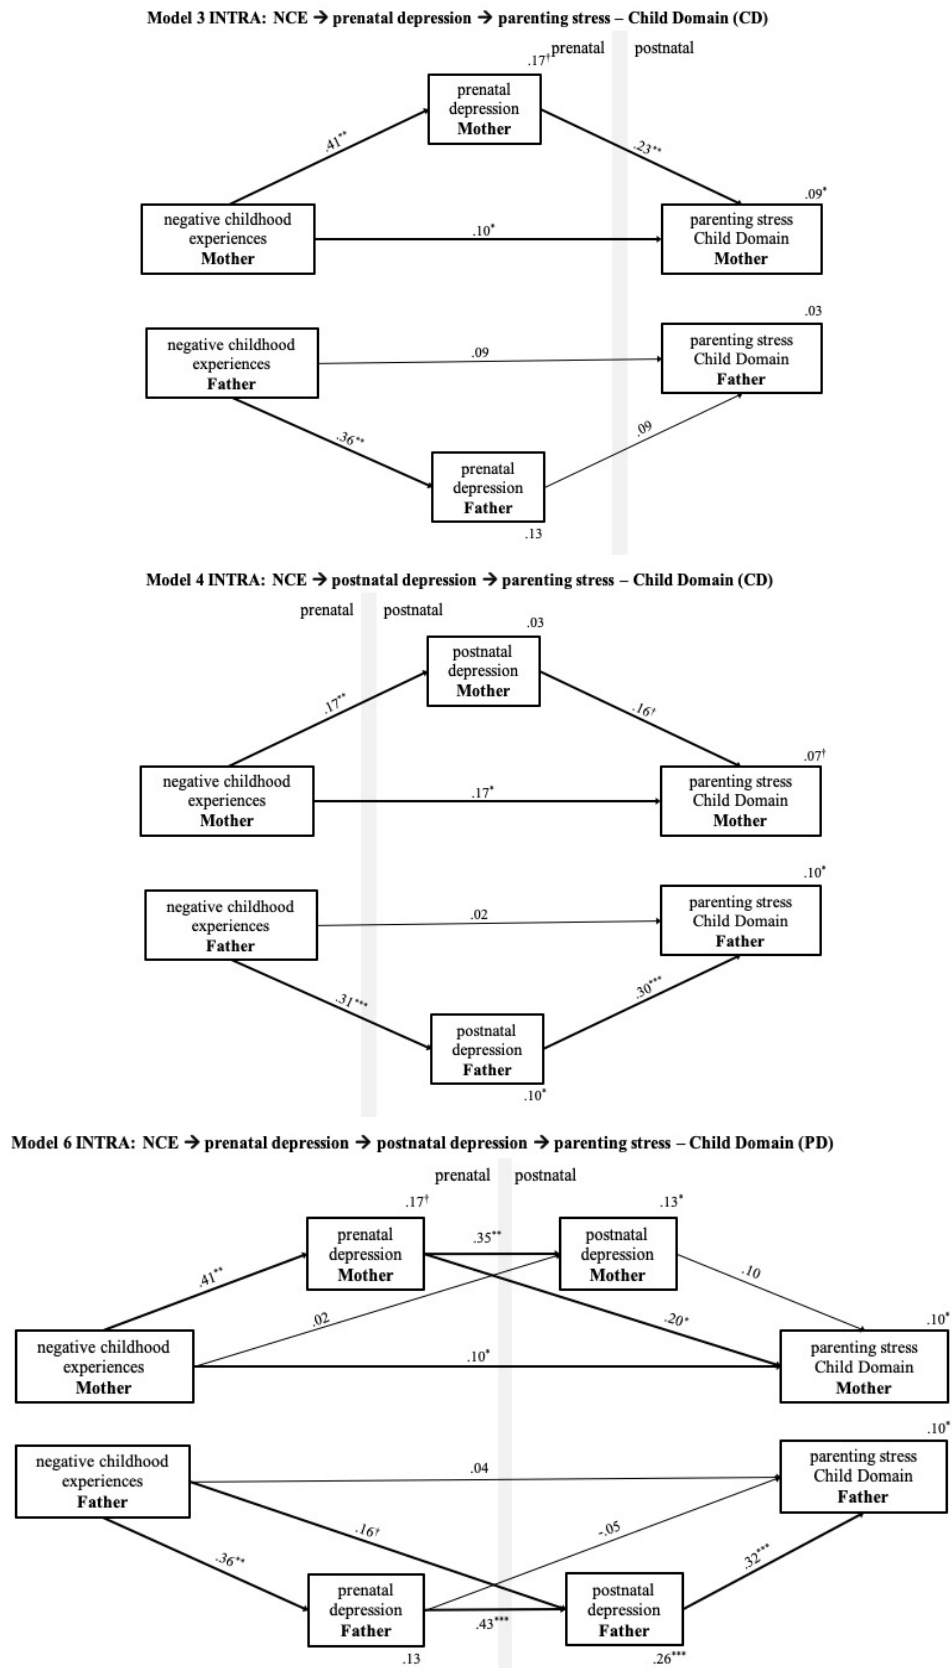 Model 3 INTRA: NCE → prenatal depression → parenting stress – Child Domain (CD)
prenatal postnatal
.17†
prenatal
depression
Mother
.41**
.23**
.09*
negative childhood
experiences
Mother
.10*
parenting stress
Child Domain
Mother
.03
negative childhood
experiences
Father
.09
parenting stress
Child Domain
Father
.36**
.09
prenatal
depression
Father
.13
Model 4 INTRA: NCE → postnatal depression → parenting stress – Child Domain (CD)
prenatal postnatal
.03
postnatal
depression
Mother
.17**
.16†
.07†
negative childhood
experiences
Mother
.17*
parenting stress
Child Domain
Mother
.10*
negative childhood
experiences
Father
.02
parenting stress
Child Domain
Father
.31***
.30***
postnatal
depression
Father
.10*
Model 6 INTRA: NCE → prenatal depression → postnatal depression → parenting stress – Child Domain (PD)
prenatal postnatal
.17†
.13*
prenatal
depression
Mother
.35**
postnatal
depression
Mother
.41**
.02
.20*
.10
.10*
negative childhood
experiences
Mother
.10*
parenting stress
Child Domain
Mother
.10*
negative childhood
experiences
Father
.04
parenting stress
Child Domain
Father
.16†
-.05
.36**
.32***
prenatal
depression
Father
.43***
postnatal
depression
Father
.13
.26***